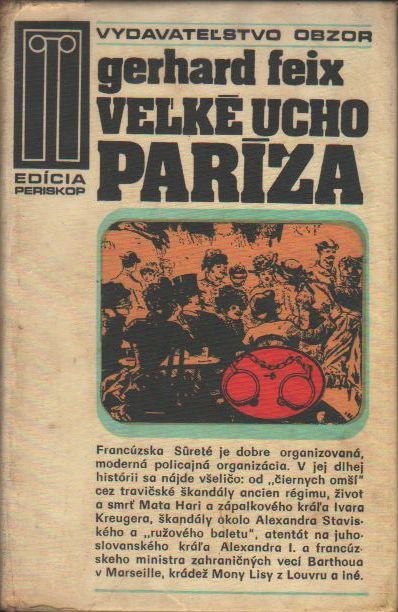 VYDAVATEĽSTVO OBZOR
gerhard feix
VEĽKÉ UCHO
PARÍŽA
EDÍCIA
PERISKOP
Francúzska Sûreté je dobre organizovaná,
moderná policajná organizácia. V jej dlhej
histórii sa nájde všeličo: od „čiernych omší"
cez travičské škandály ancien régimu, život
a smrť Mata Hari a zápalkového kráľa Ivara
Kreugera, škandály okolo Alexandra Stavis-
kého a „ružového baletu", atentát na juho-
slovanského kráľa Alexandra I. a francúz-
skeho ministra zahraničných vecí Barthoua
v Marseille, krádež Mony Lisy z Louvru a iné.